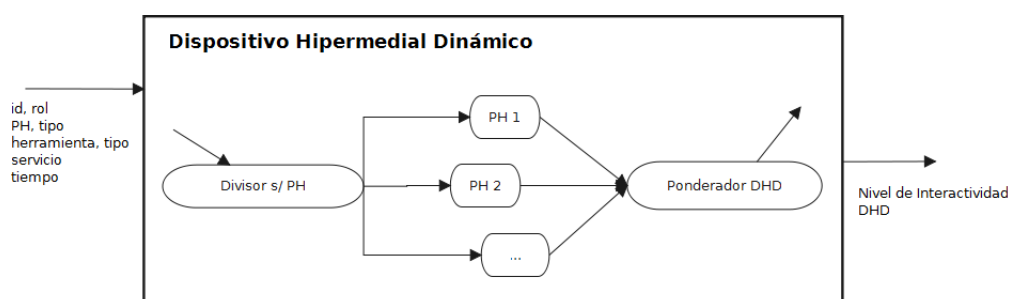 Dispositivo Hipermedial Dinámico
id, rol
PH, tipo
herramienta, tipo
servicio
tiempo
Divisor s/ PH
PH 1
PH 2
...
Ponderador DHD
Nivel de Interactividad
DHD